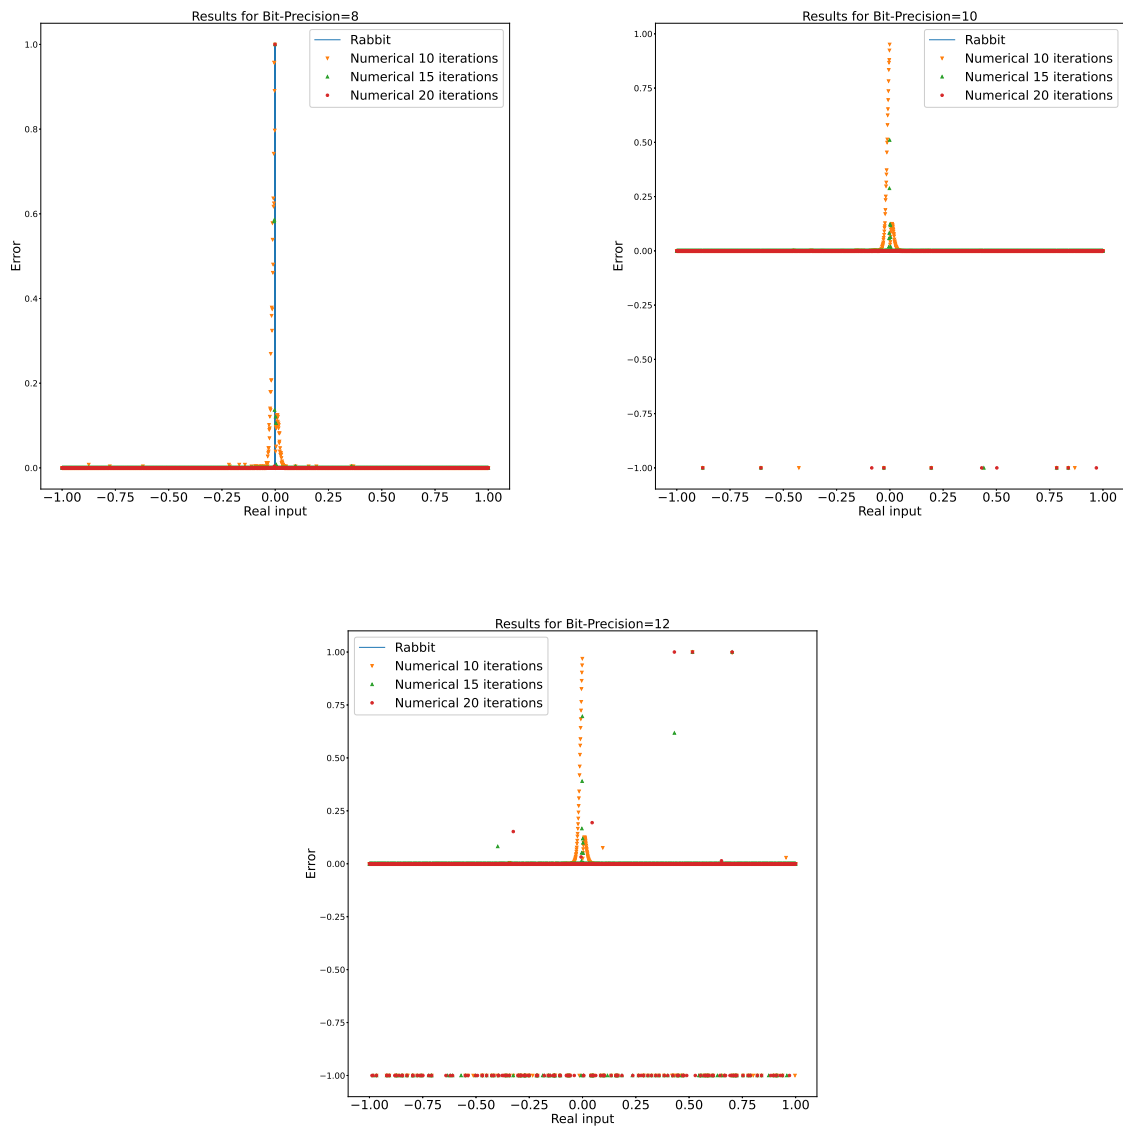 Results for Bit-Precision=8
Rabbit
Numerical 10 iterations
Numerical 15 iterations
Numerical 20 iterations
1.0
0.8
0.6
0.4
0.2
0.0
Error
−1.00 −0.75 −0.50 −0.25 0.00 0.25 0.50 0.75 1.00
Real input
Results for Bit-Precision=10
Rabbit
Numerical 10 iterations
Numerical 15 iterations
Numerical 20 iterations
1.00
0.75
0.50
0.25
0.00
−0.25
−0.50
−0.75
−1.00
Error
−1.00 −0.75 −0.50 −0.25 0.00 0.25 0.50 0.75 1.00
Real input
Results for Bit-Precision=12
Rabbit
Numerical 10 iterations
Numerical 15 iterations
Numerical 20 iterations
1.00
0.75
0.50
0.25
0.00
−0.25
−0.50
−0.75
−1.00
Error
−1.00 −0.75 −0.50 −0.25 0.00 0.25 0.50 0.75 1.00
Real input